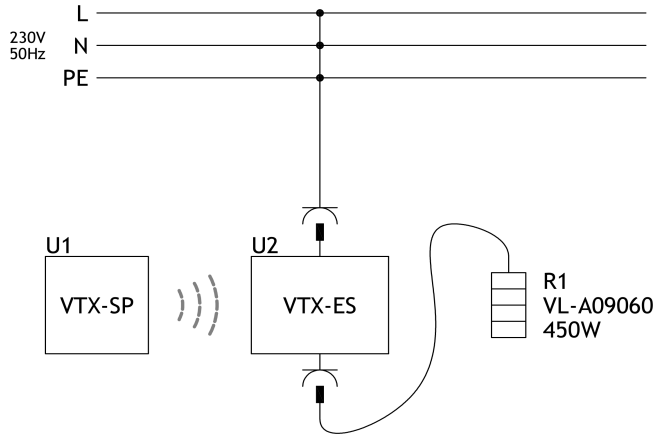 L
230V
50Hz
N
PE
U1
VTX-SP
U2
VTX-ES
R1
VL-A09060
450W